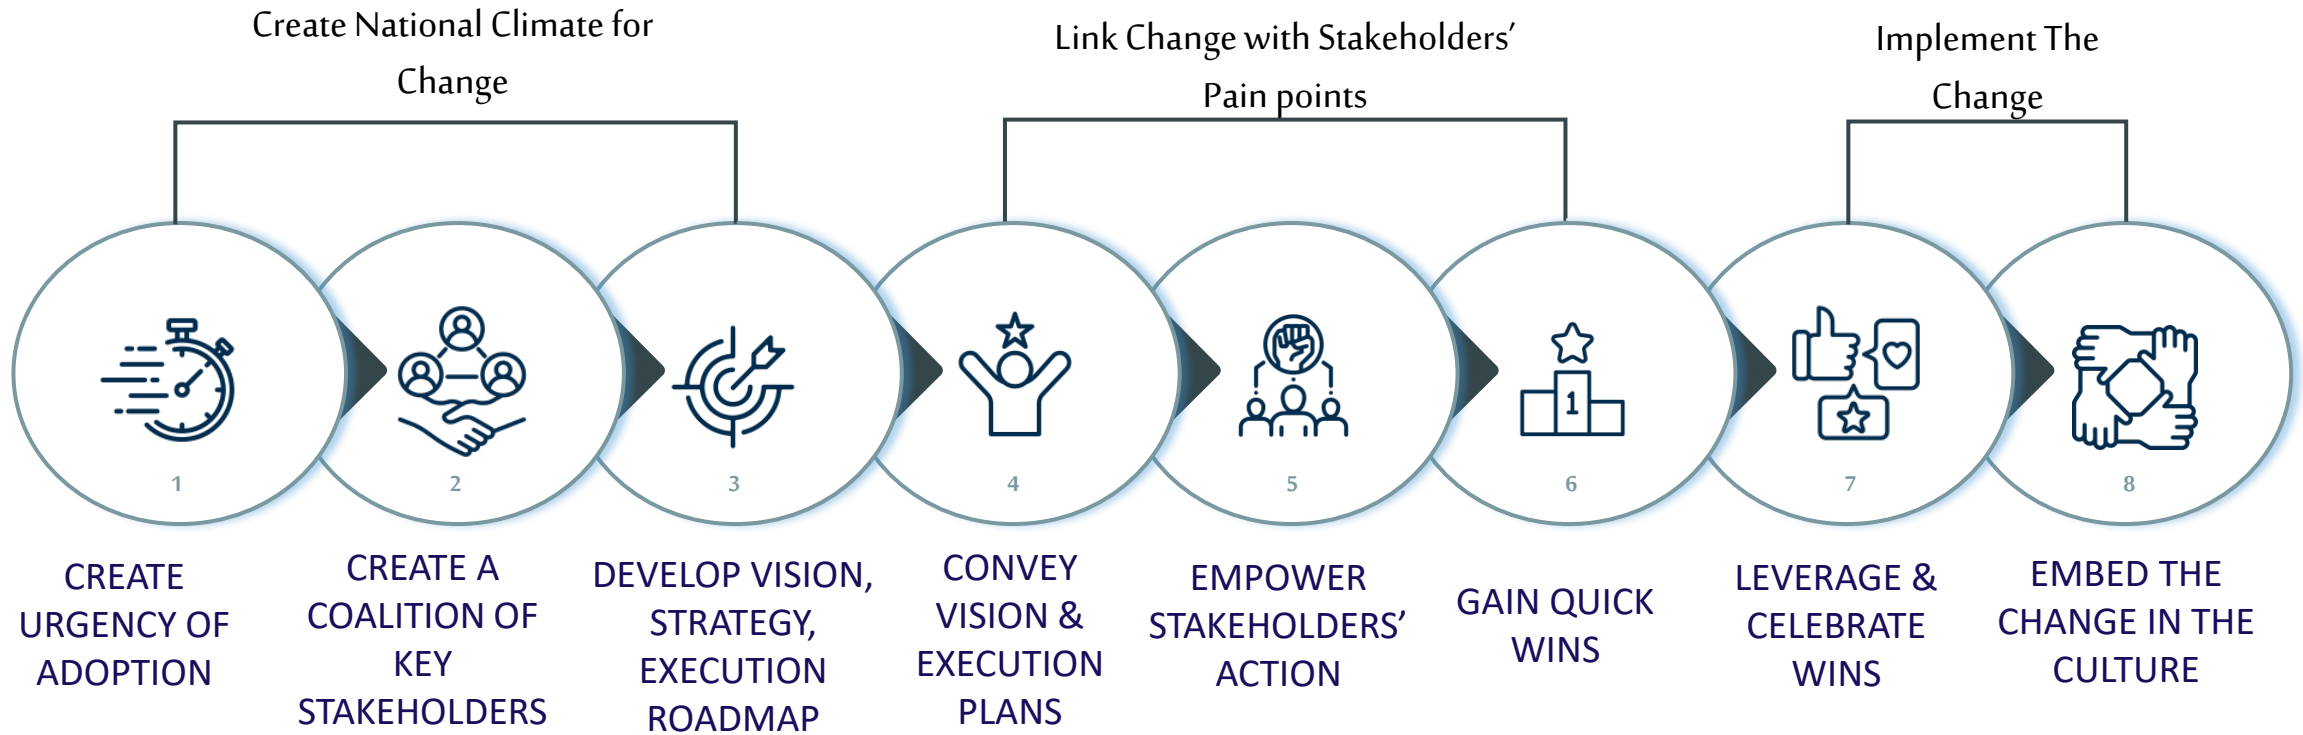 Create National Climate for
Change
Link Change with Stakeholders’
Pain points
Implement The
Change
1
1
2
3
4
5
6
7
8
CREATE
URGENCY OF
ADOPTION
CREATE A
COALITION OF
KEY
STAKEHOLDERS
DEVELOP VISION,
STRATEGY,
EXECUTION
ROADMAP
CONVEY
VISION &
EXECUTION
PLANS
EMPOWER
STAKEHOLDERS’
ACTION
GAIN QUICK
WINS
LEVERAGE &
CELEBRATE
WINS
EMBED THE
CHANGE IN THE
CULTURE